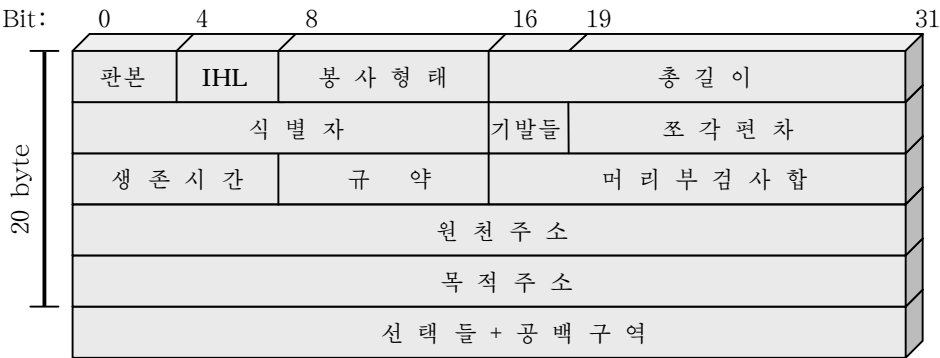 Bit: 0 4 8 16 19 31
판본 IHL 봉사형태 총길이
식별자 기발들 쪼각편차
생존시간 규약 머리부검사합
원천주소
목적주소
선택들+공백구역
20 byte